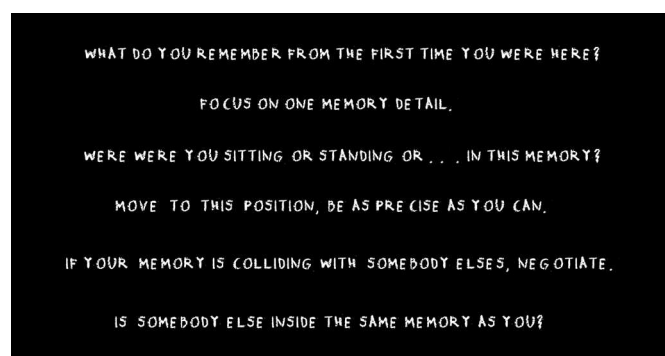 WHAT DO YOU REMEMBER FROM THE FIRST TIME YOU WERE HERE?
FOCUS ON ONE MEMORY DETAIL.
WERE WERE YOU SITTING OR STANDING OR . . . IN THIS MEMORY?
MOVE TO THIS POSITION, BE AS PRECISE AS YOU CAN.
IF YOUR MEMORY IS COLLIDING WITH SOMEBODY ELSES, NEGOTIATE.
IS SOMEBODY ELSE INSIDE THE SAME MEMORY AS YOU?